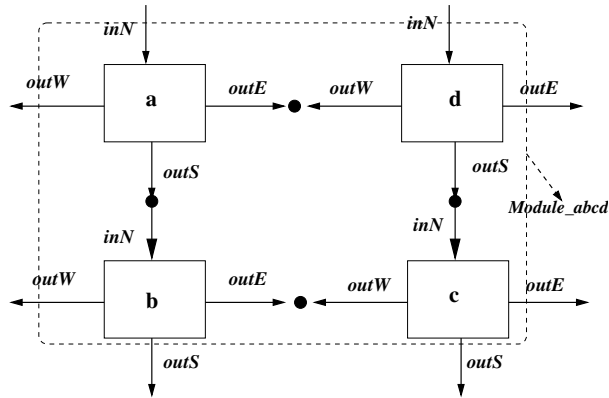 inN inN
outW a outE outW d outE
outS outS
Module_abcd
inN inN
outW b outE outW c outE
outS outS